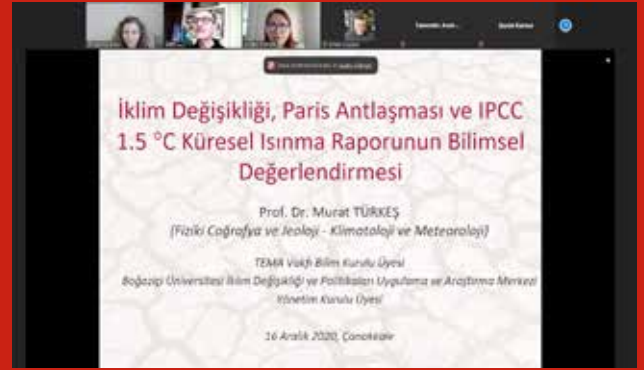 İklim Değişikliği, Paris Antlaşması ve IPCC
1.5 °C Küresel Isınma Raporunun Bilimsel
Değerlendirmesi
Prof. Dr. Murat TÜRKEŞ
(Fiziki Coğrafya ve Jeoloji - Klimatoloji ve Meteoroloji)
TEMA Vakfı Bilim Kurulu Üyesi
Boğaziçi Üniversitesi İklim Değişikliği ve Politikaları Uygulama ve Araştırma Merkezi
Yönetim Kurulu Üyesi
16 Aralık 2020, Çanakkale